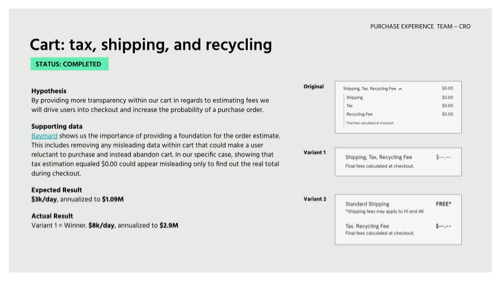 PURCHASE EXPERIENCE TEAM – CRO
Cart: tax, shipping, and recycling
STATUS: COMPLETED
Hypothesis
By providing more transparency within our cart in regards to estimating fees we
will drive users into checkout and increase the probability of a purchase order.
Supporting data
Baymard shows us the importance of providing a foundation for the order estimate.
This includes removing any misleading data within cart that could make a user
reluctant to purchase and instead abandon cart. In our specific case, showing that
tax estimation equaled $0.00 could appear misleading only to find out the real total
during checkout.
Expected Result
$3k/day, annualized to $1.09M
Actual Result
Variant 1 = Winner, $8k/day, annualized to $2.9M
Original
Shipping, Tax, Recycling Fee $0.00
Shipping $0.00
Tax $0.00
Recycling Fee $0.00
Final fees calculated at checkout.
Variant 1
Shipping, Tax, Recycling Fee $--.--
Final fees calculated at checkout.
Variant 2
Standard Shipping FREE*
*Shipping fees may apply to HI and AK
Tax, Recycling Fee $--.--
Final fees calculated at checkout.